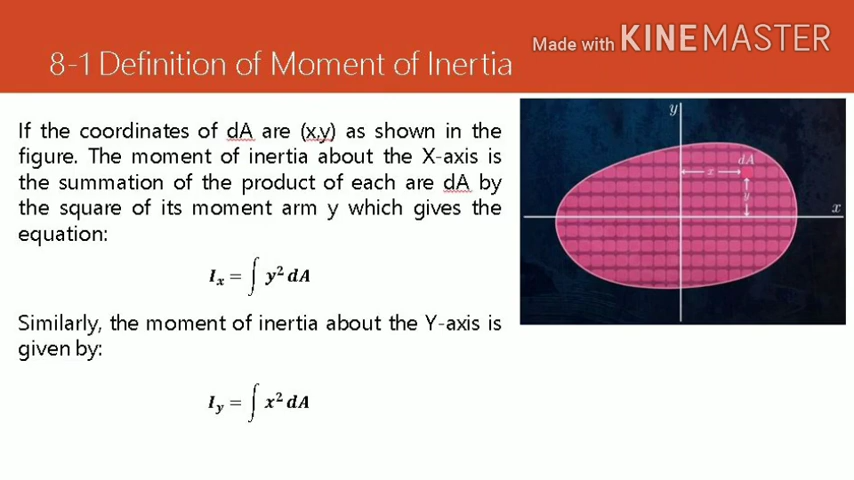 8-1 Definition of Moment of Inertia
Made with KINEMASTER
If the coordinates of dA are (x,y) as shown in the
figure. The moment of inertia about the X-axis is
the summation of the product of each are dA by
the square of its moment arm y which gives the
equation:
Iₓ = ∫ y² dA
Similarly, the moment of inertia about the Y-axis is
given by:
I_y = ∫ x² dA
y
dA
x
y
x